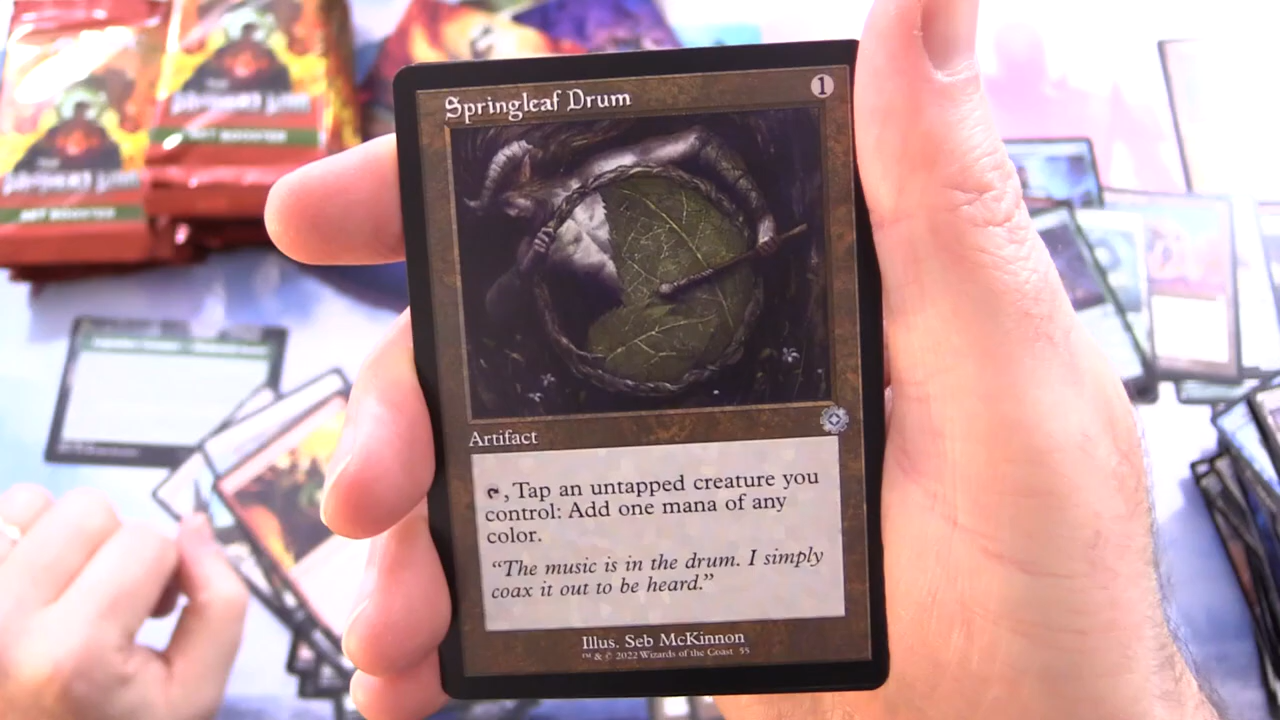 Springleaf Drum
1
Artifact
, Tap an untapped creature you
control: Add one mana of any
color.
“The music is in the drum. I simply
coax it out to be heard.”
Illus. Seb McKinnon
™ & © 2022 Wizards of the Coast 55